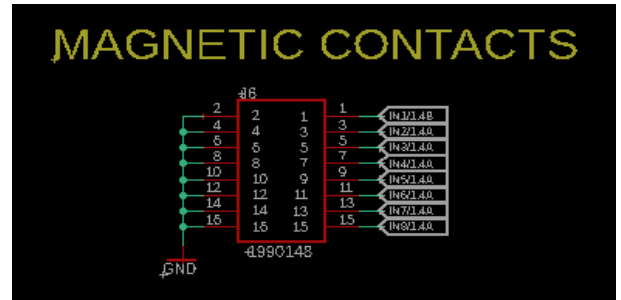 MAGNETIC CONTACTS
J6
2 2 1 1 IN1/1.4B
4 4 3 3 IN2/1.4A
6 6 5 5 IN3/1.4A
8 8 7 7 IN4/1.4A
10 10 9 9 IN5/1.4A
12 12 11 11 IN6/1.4A
14 14 13 13 IN7/1.4A
16 16 15 15 IN8/1.4A
1990148
GND